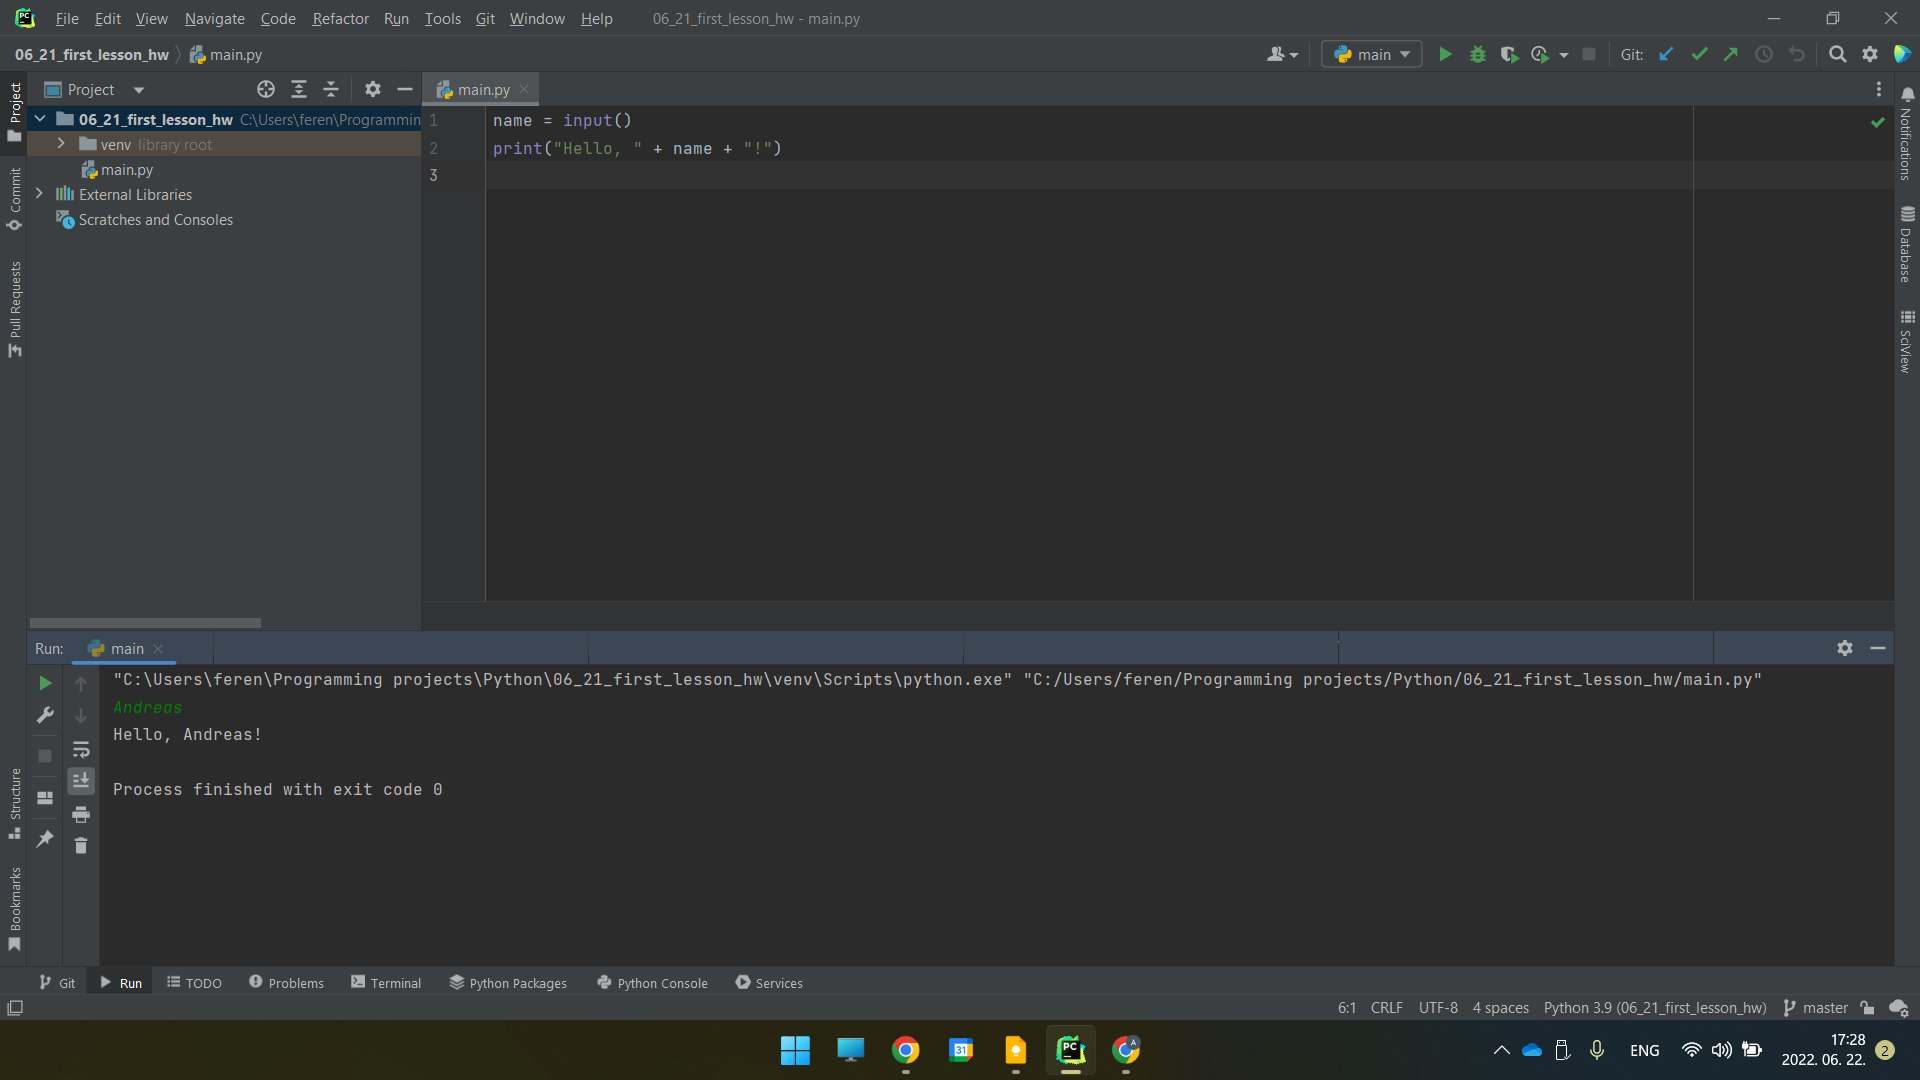 File Edit View Navigate Code Refactor Run Tools Git Window Help 06_21_first_lesson_hw - main.py
06_21_first_lesson_hw main.py
main Git:
Project
main.py
06_21_first_lesson_hw C:\Users\feren\Programmin
venv library root
main.py
External Libraries
Scratches and Consoles
1 name = input()
2 print("Hello, " + name + "!")
3
Project
Commit
Pull Requests
Structure
Bookmarks
Notifications
Database
SciView
Run: main
"C:\Users\feren\Programming projects\Python\06_21_first_lesson_hw\venv\Scripts\python.exe" "C:/Users/feren/Programming projects/Python/06_21_first_lesson_hw/main.py"
Andreas
Hello, Andreas!
Process finished with exit code 0
Git Run TODO Problems Terminal Python Packages Python Console Services
6:1 CRLF UTF-8 4 spaces Python 3.9 (06_21_first_lesson_hw) master
PC
31
PC
A
ENG
17:28
2022. 06. 22.
2